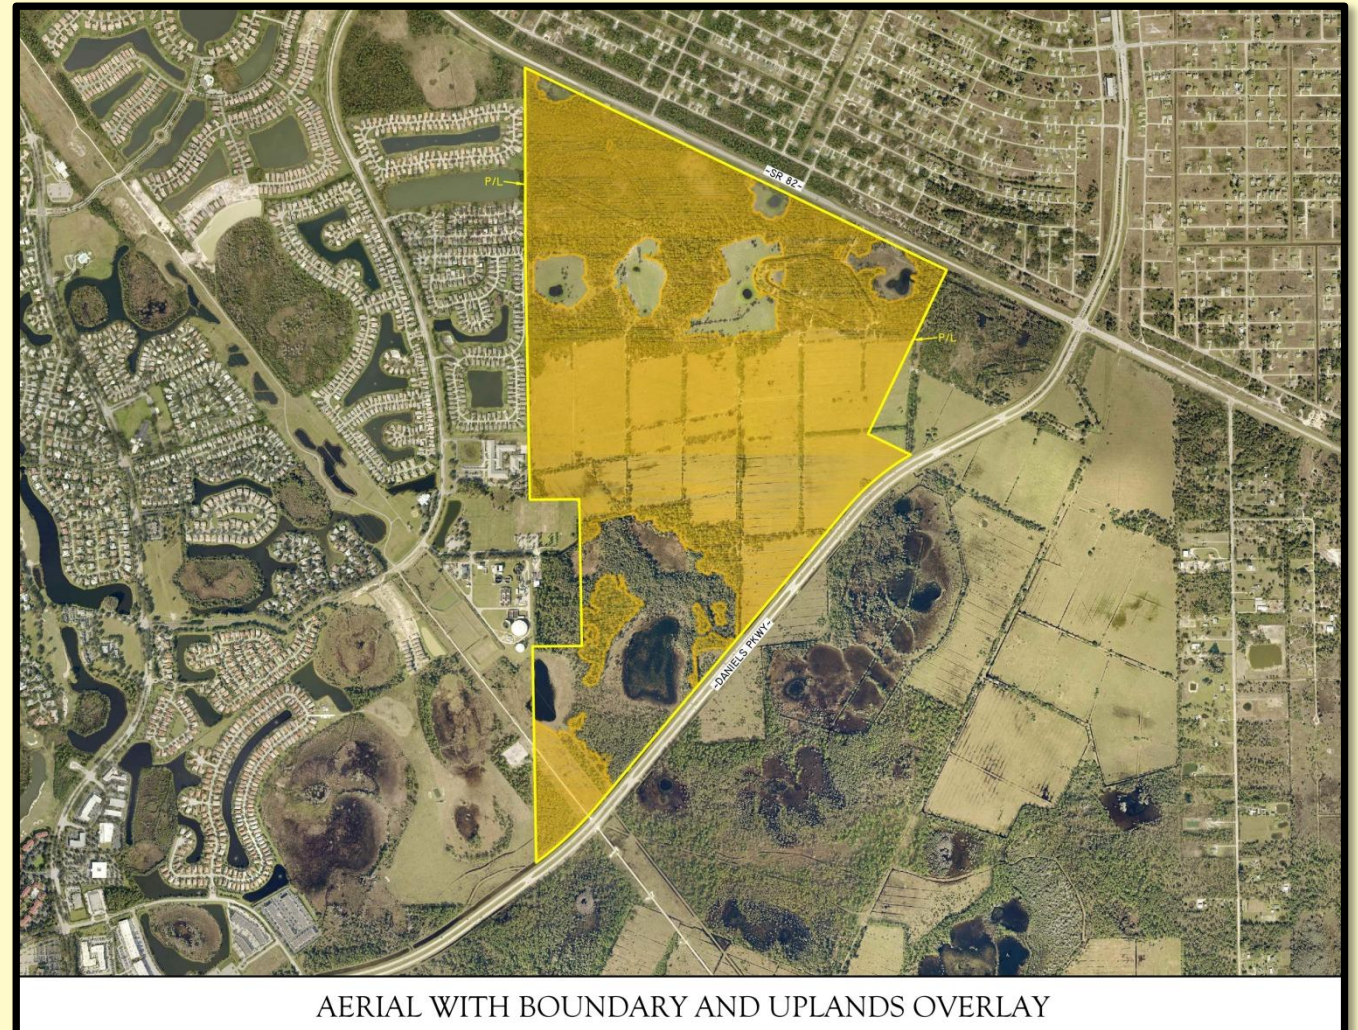 -SR 82-
P/L
P/L
-DANIELS PKWY-
AERIAL WITH BOUNDARY AND UPLANDS OVERLAY